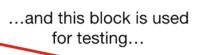 ...and this block is used
for testing...